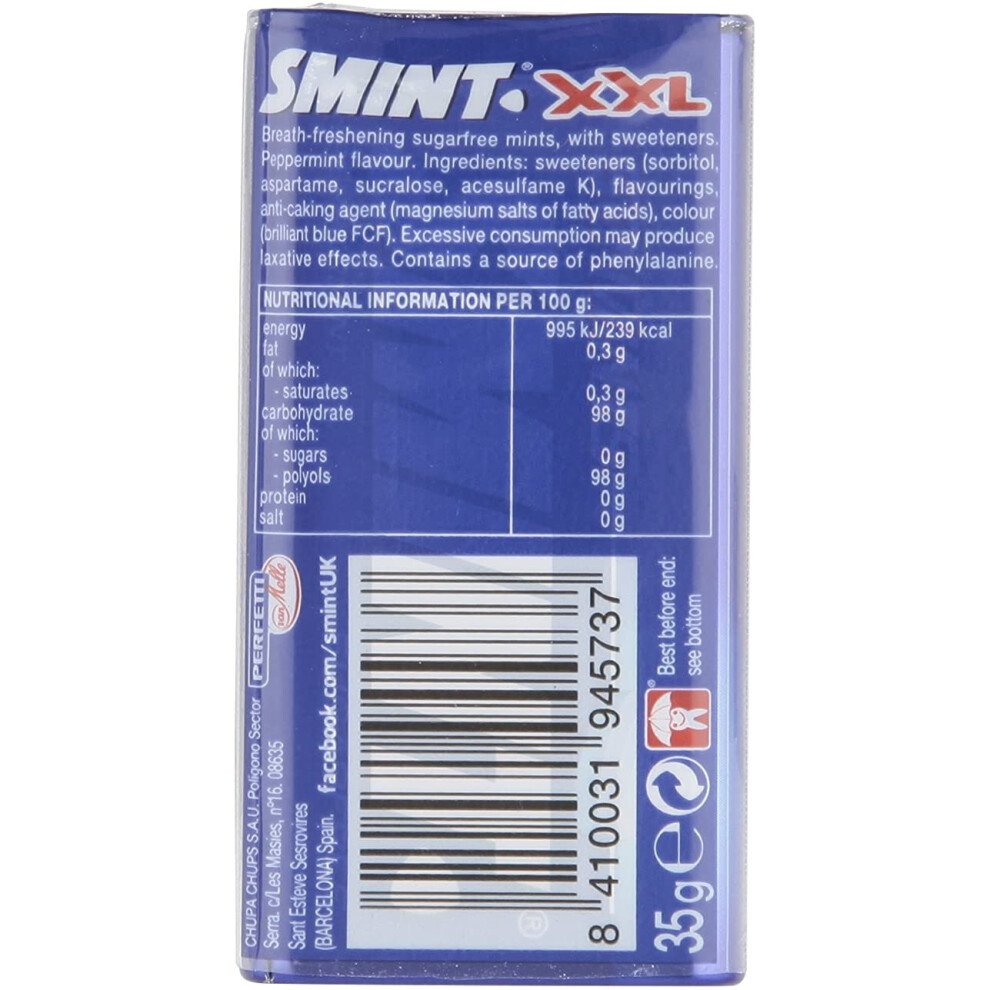 SMINT® XXL
Breath-freshening sugarfree mints, with sweeteners.
Peppermint flavour. Ingredients: sweeteners (sorbitol,
aspartame, sucralose, acesulfame K), flavourings,
anti-caking agent (magnesium salts of fatty acids), colour
(brilliant blue FCF). Excessive consumption may produce
laxative effects. Contains a source of phenylalanine.
NUTRITIONAL INFORMATION PER 100 g:
energy 995 kJ/239 kcal
fat 0,3 g
of which:
- saturates 0,3 g
carbohydrate 98 g
of which:
- sugars 0 g
- polyols 98 g
protein 0 g
salt 0 g
CHUPA CHUPS S.A.U. Polígono Sector
Serra. c/Les Masies, nº16. 08635
Sant Esteve Sesrovires
(BARCELONA) Spain.
PERFETTI
van Melle
facebook.com/smintUK
8 410031 945737
®
35 g e
Best before end:
see bottom
®